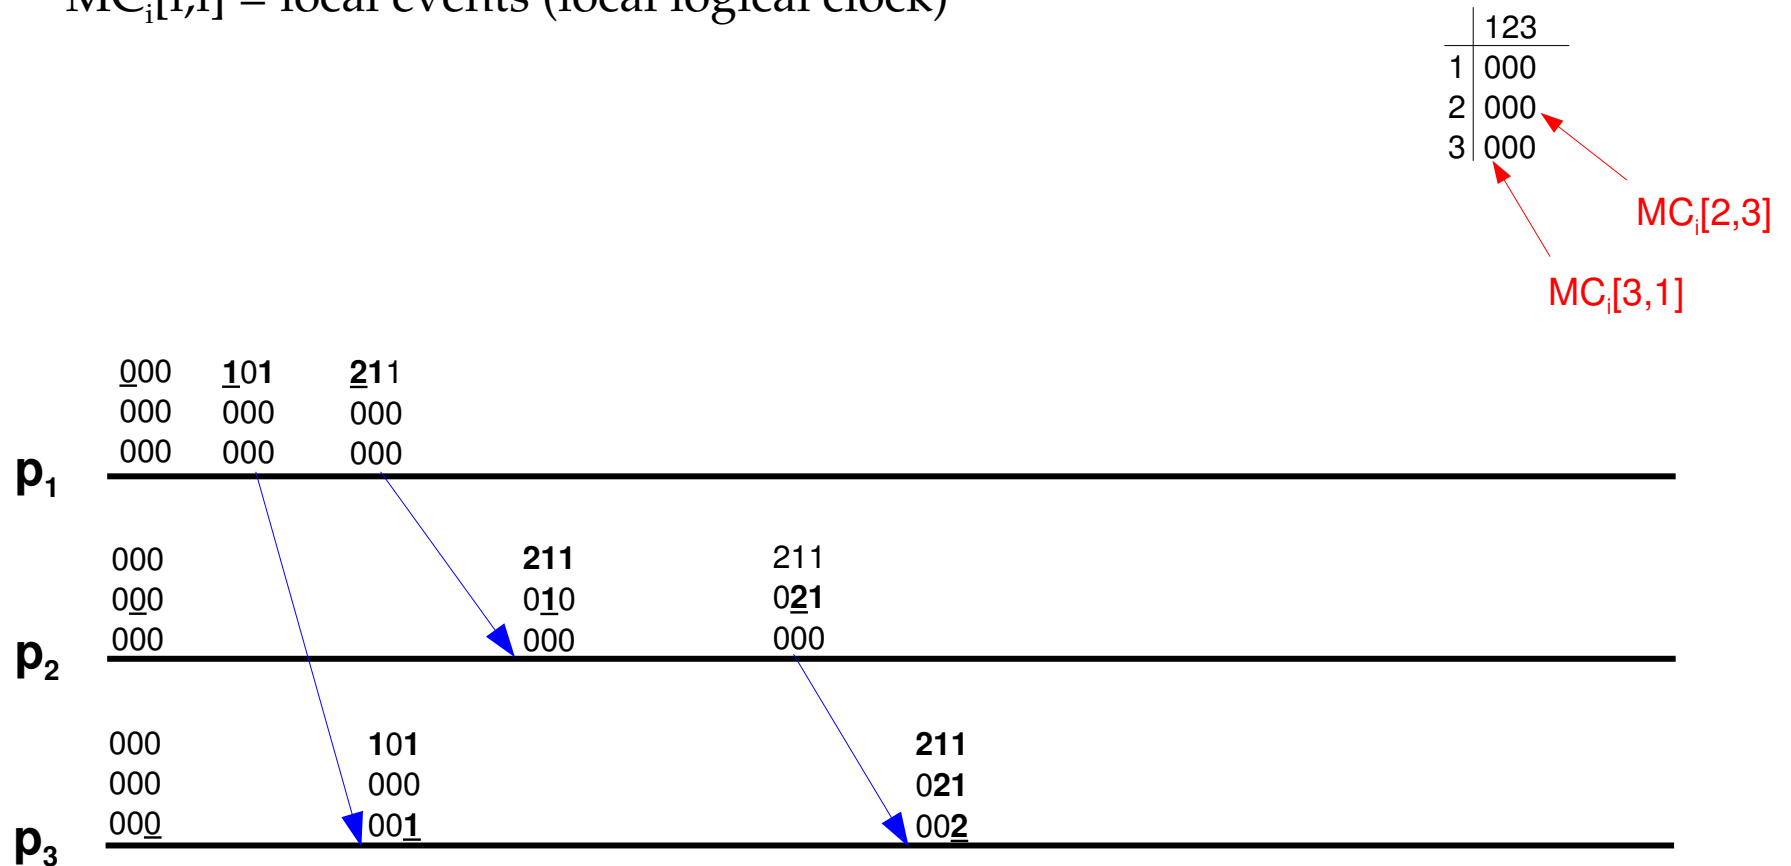 MCᵢ[i,i] = local events (local logical clock)
123
1 000
2 000
3 000
MCᵢ[2,3]
MCᵢ[3,1]
000 101 211
000 000 000
000 000 000
p₁
000 211 211
000 010 021
000 000 000
p₂
000 101 211
000 000 021
000 001 002
p₃